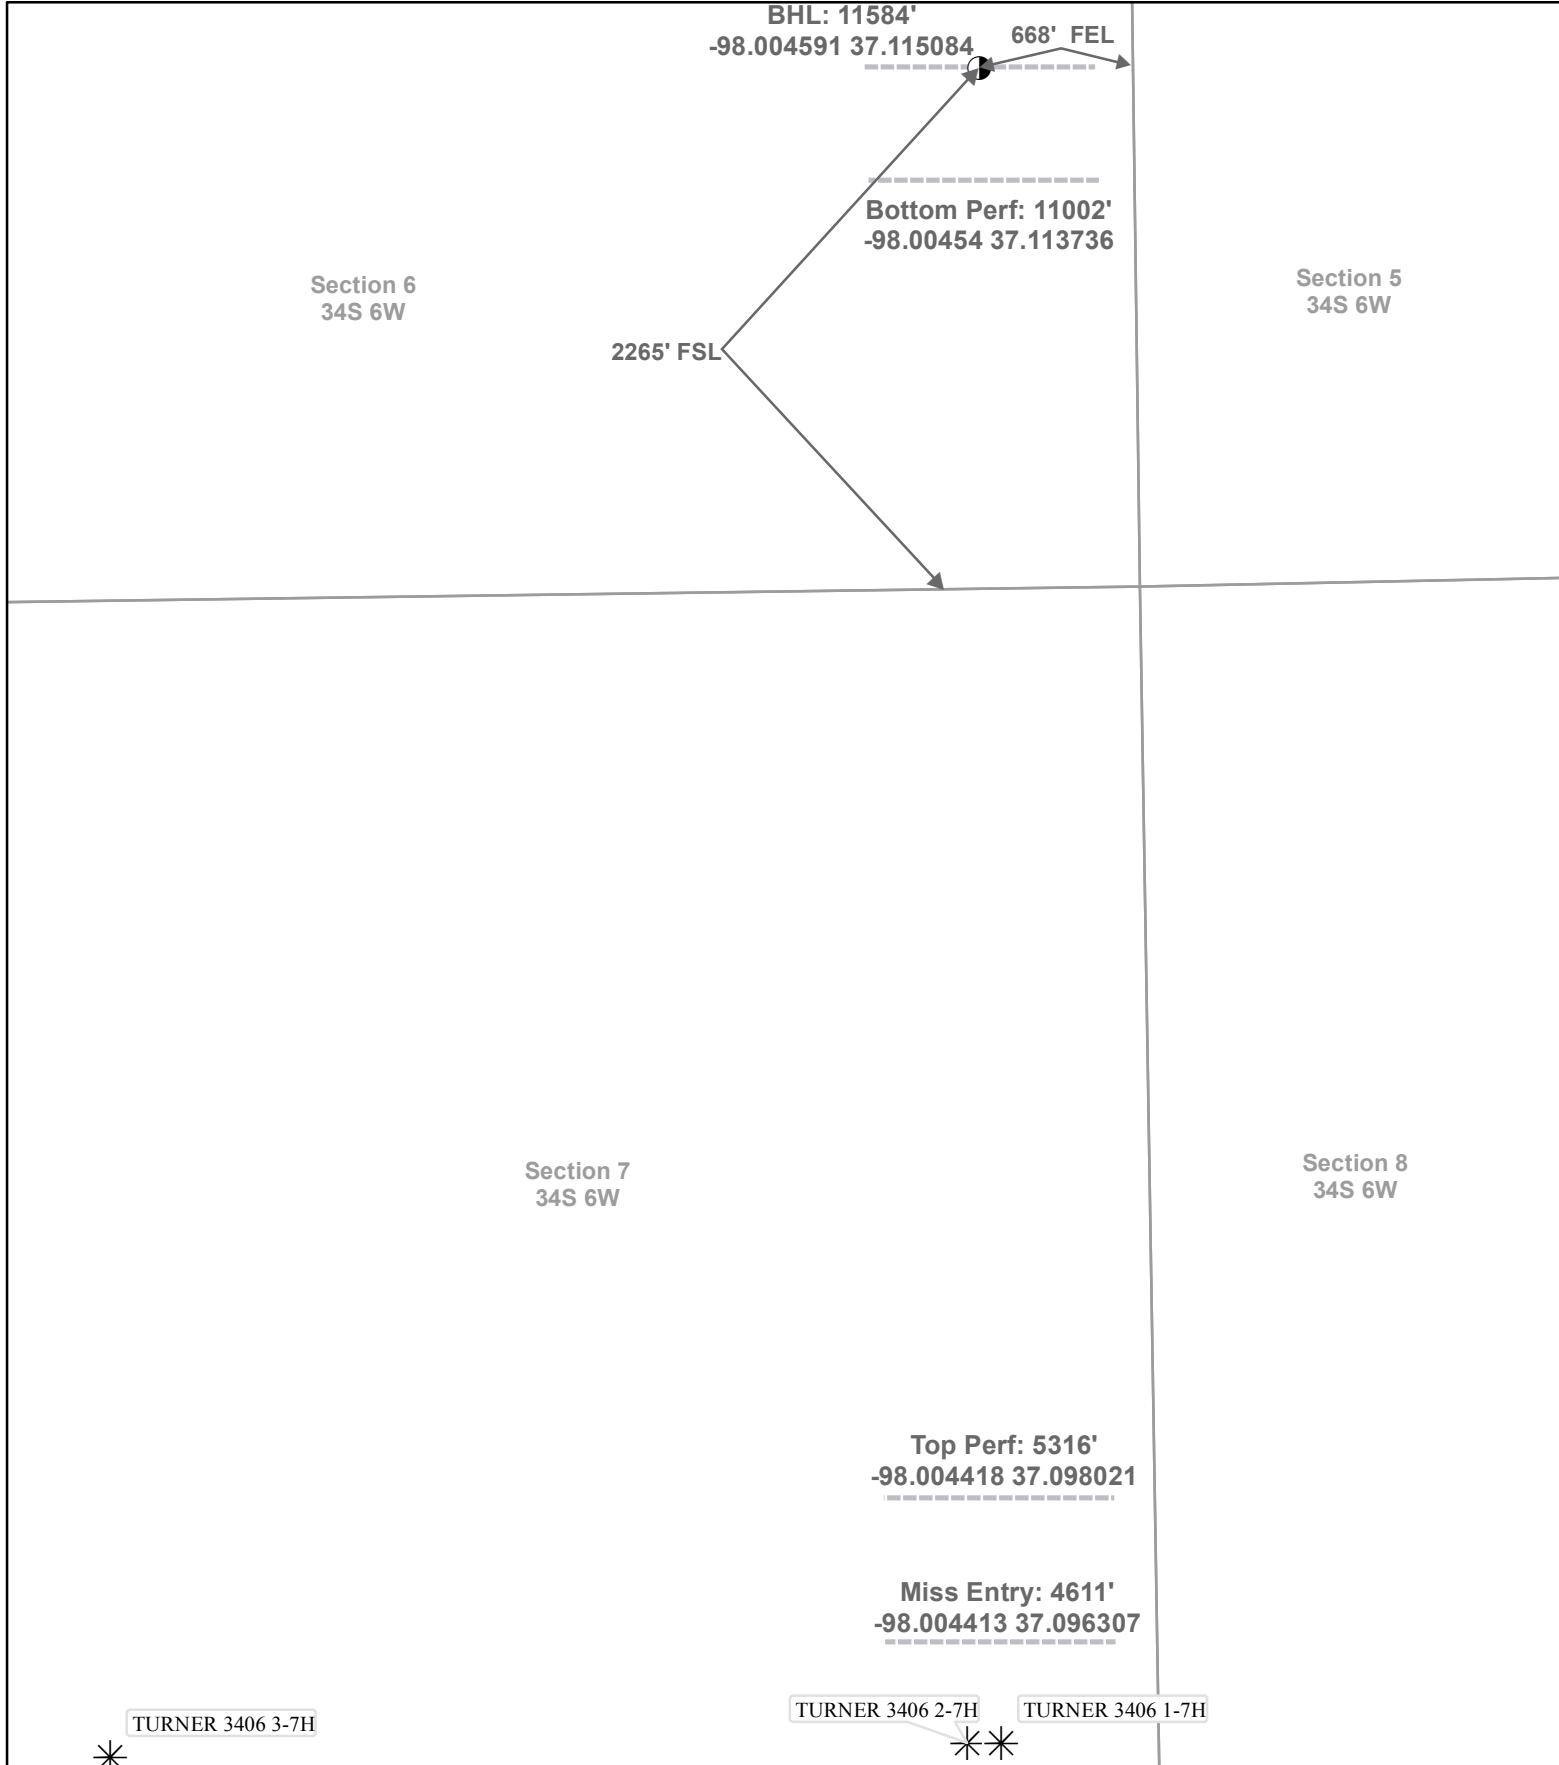 BHL: 11584'
-98.004591 37.115084
668'  FEL
Bottom Perf: 11002'
-98.00454 37.113736
Section 6
34S 6W
Section 5
34S 6W
2265' FSL
Section 7
34S 6W
Section 8
34S 6W
Top Perf: 5316'
-98.004418 37.098021
Miss Entry: 4611'
-98.004413 37.096307
TURNER 3406 3-7H
TURNER 3406 2-7H
TURNER 3406 1-7H